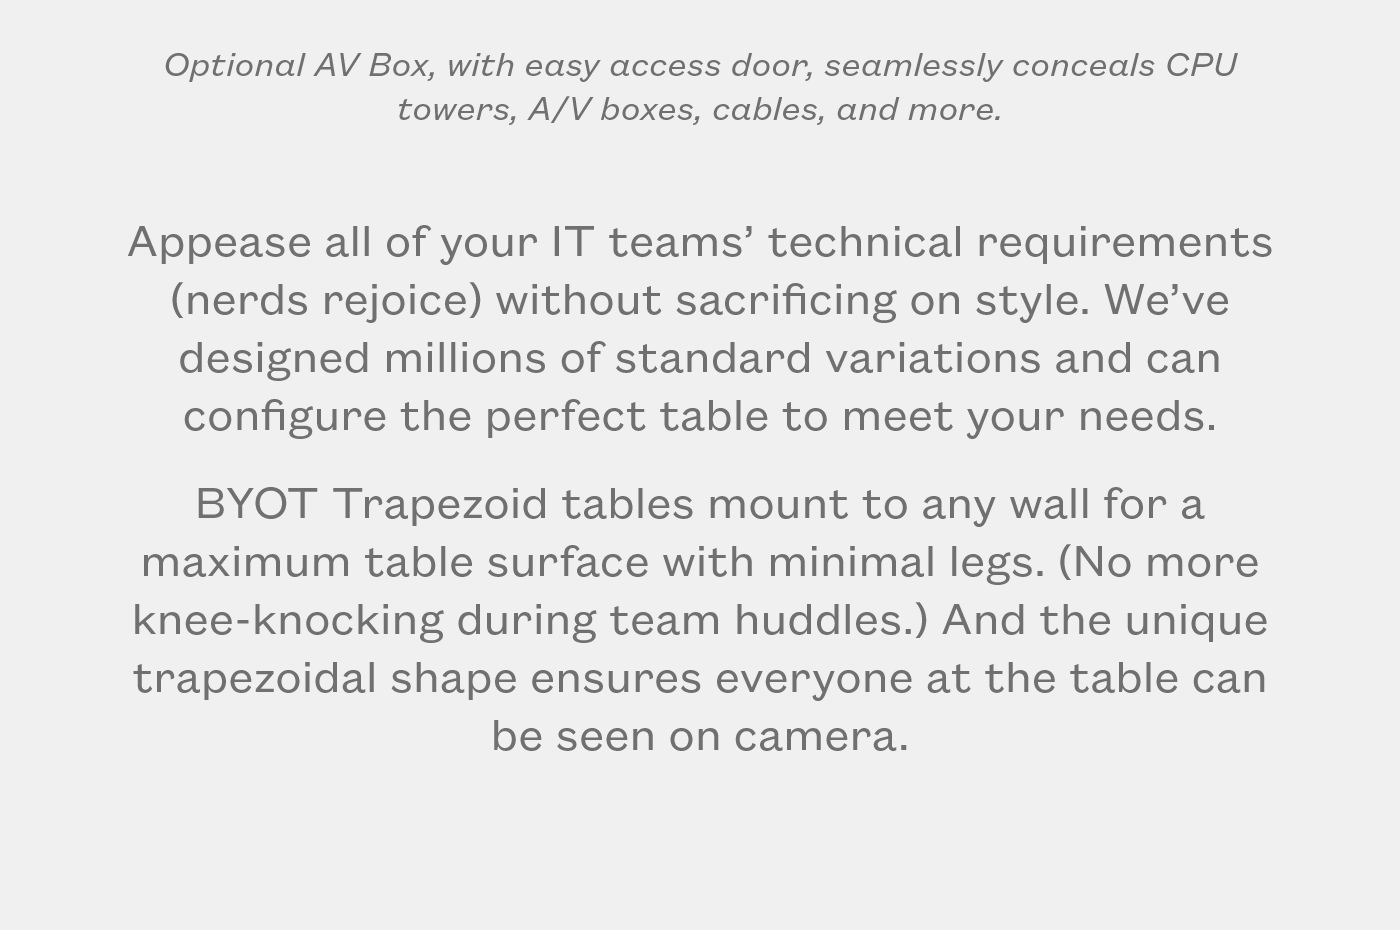 Optional AV Box, with easy access door, seamlessly conceals CPU
towers, A/V boxes, cables, and more.
Appease all of your IT teams’ technical requirements
(nerds rejoice) without sacrificing on style. We’ve
designed millions of standard variations and can
configure the perfect table to meet your needs.
BYOT Trapezoid tables mount to any wall for a
maximum table surface with minimal legs. (No more
knee-knocking during team huddles.) And the unique
trapezoidal shape ensures everyone at the table can
be seen on camera.